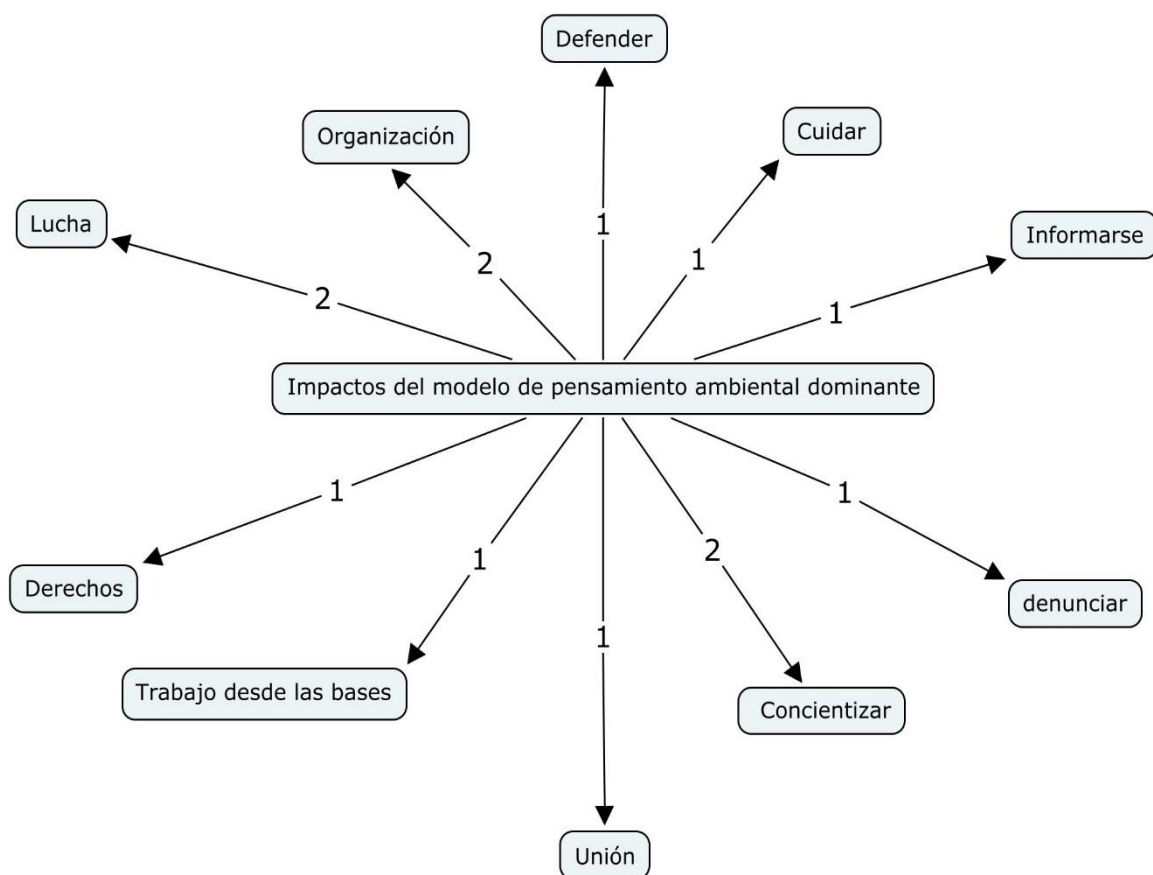 Defender
Organización
Cuidar
Lucha
Informarse
1
2
1
2
1
Impactos del modelo de pensamiento ambiental dominante
1
1
2
1
1
Derechos
denunciar
Trabajo desde las bases
Concientizar
Unión